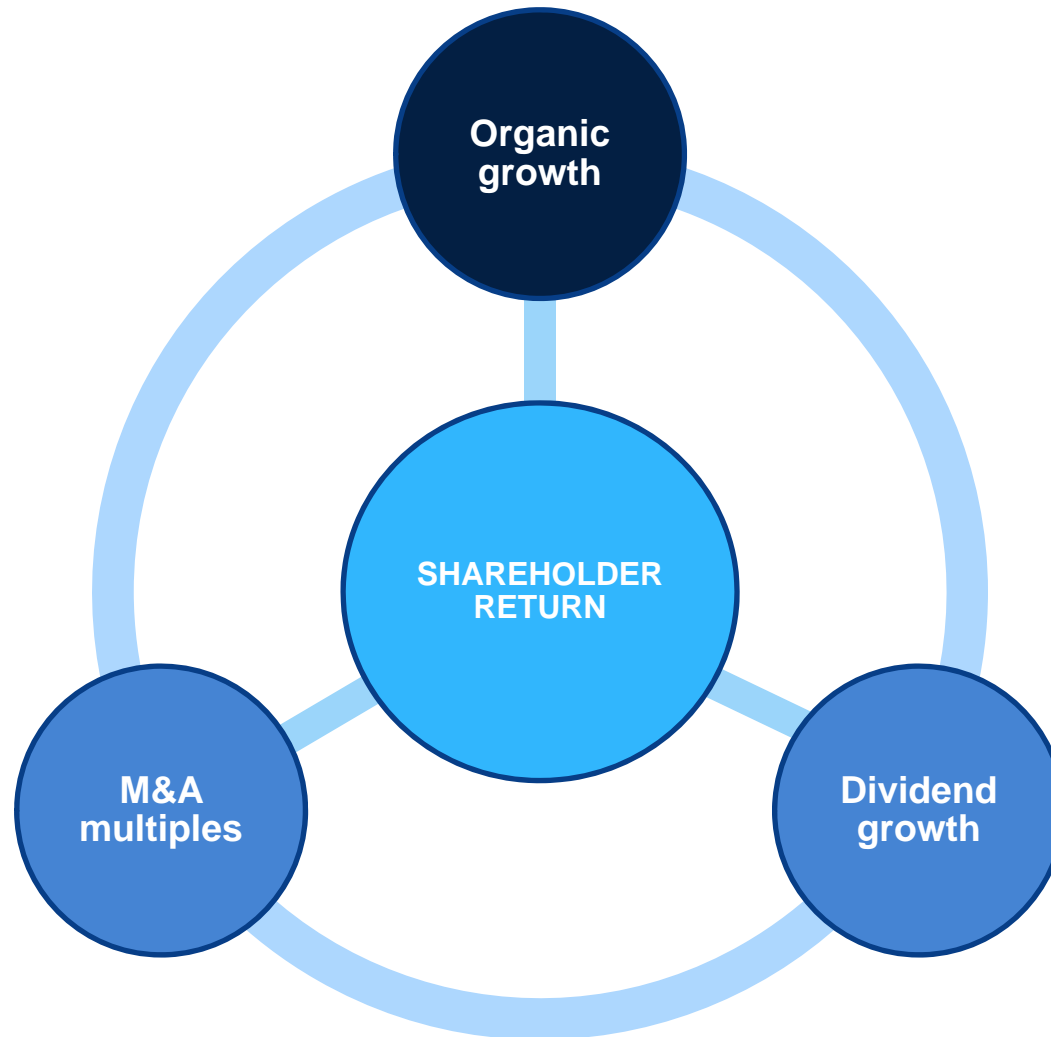 Organic
growth
SHAREHOLDER
RETURN
M&A
multiples
Dividend
growth